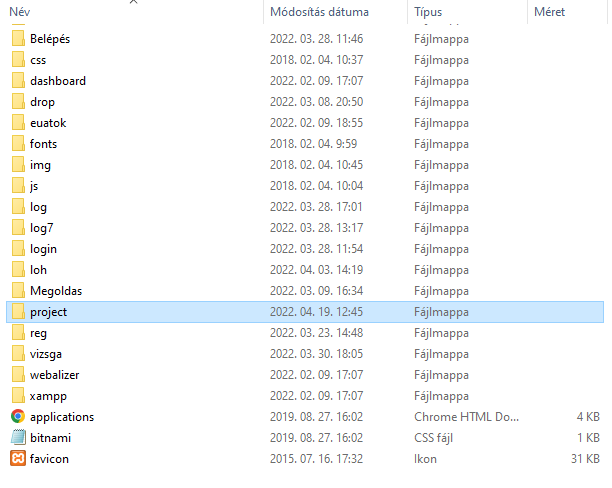 Név Módosítás dátuma Típus Méret
Belépés 2022. 03. 28. 11:46 Fájlmappa
css 2018. 02. 04. 10:37 Fájlmappa
dashboard 2022. 02. 09. 17:07 Fájlmappa
drop 2022. 03. 08. 20:50 Fájlmappa
euatok 2022. 02. 09. 18:55 Fájlmappa
fonts 2018. 02. 04. 9:59 Fájlmappa
img 2018. 02. 04. 10:45 Fájlmappa
js 2018. 02. 04. 10:04 Fájlmappa
log 2022. 03. 28. 17:01 Fájlmappa
log7 2022. 03. 28. 13:17 Fájlmappa
login 2022. 03. 28. 11:54 Fájlmappa
loh 2022. 04. 03. 14:19 Fájlmappa
Megoldas 2022. 03. 09. 16:34 Fájlmappa
project 2022. 04. 19. 12:45 Fájlmappa
reg 2022. 03. 23. 14:48 Fájlmappa
vizsga 2022. 03. 30. 18:05 Fájlmappa
webalizer 2022. 02. 09. 17:07 Fájlmappa
xampp 2022. 02. 09. 17:07 Fájlmappa
applications 2019. 08. 27. 16:02 Chrome HTML Do... 4 KB
bitnami 2019. 08. 27. 16:02 CSS fájl 1 KB
favicon 2015. 07. 16. 17:32 Ikon 31 KB